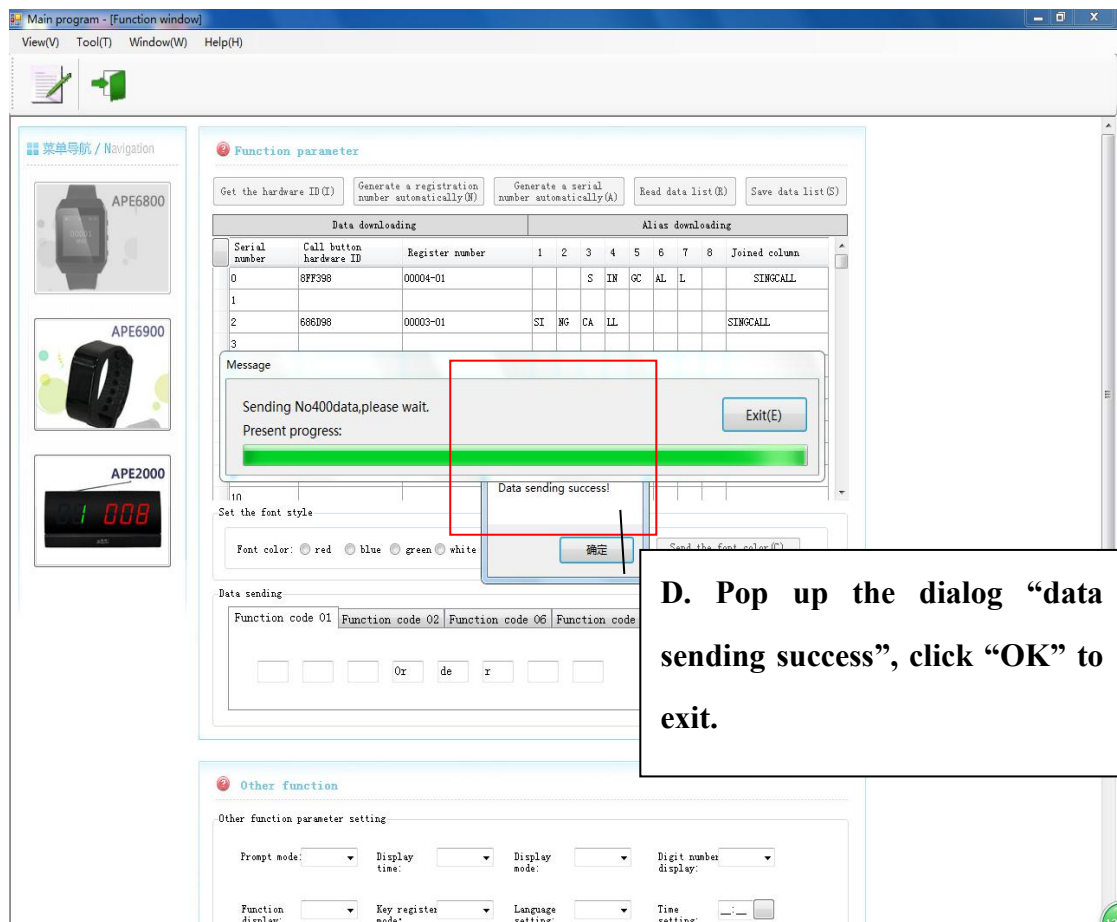 Main program - [Function window]
View(V) Tool(T) Window(W) Help(H)
菜单导航 / Navigation
APE6800
APE6900
APE2000
1 008
Function parameter
Get the hardware ID(I)
Generate a registration
number automatically(N)
Generate a serial
number automatically(A)
Read data list(R)
Save data list(S)
Data downloading Alias downloading
Serial
number
Call button
hardware ID
Register number 1 2 3 4 5 6 7 8 Joined column
0 8FF398 00004-01 S IN GC AL L SINGCALL
1
2 686D98 00003-01 SI NG CA LL SINGCALL
3
Message
Sending No400data,please wait.
Present progress:
Exit(E)
10
Data sending success!
确定
Set the font style
Font color: red blue green white
Send the font color(C)
Data sending
Function code 01 Function code 02 Function code 06 Function code
Or de r
D. Pop up the dialog “data
sending success”, click “OK” to
exit.
Other function
Other function parameter setting
Prompt mode:
Display
time:
Display
mode:
Digit number
display:
Function
display:
Key register
mode:
Language
setting:
Time
setting:
__:__